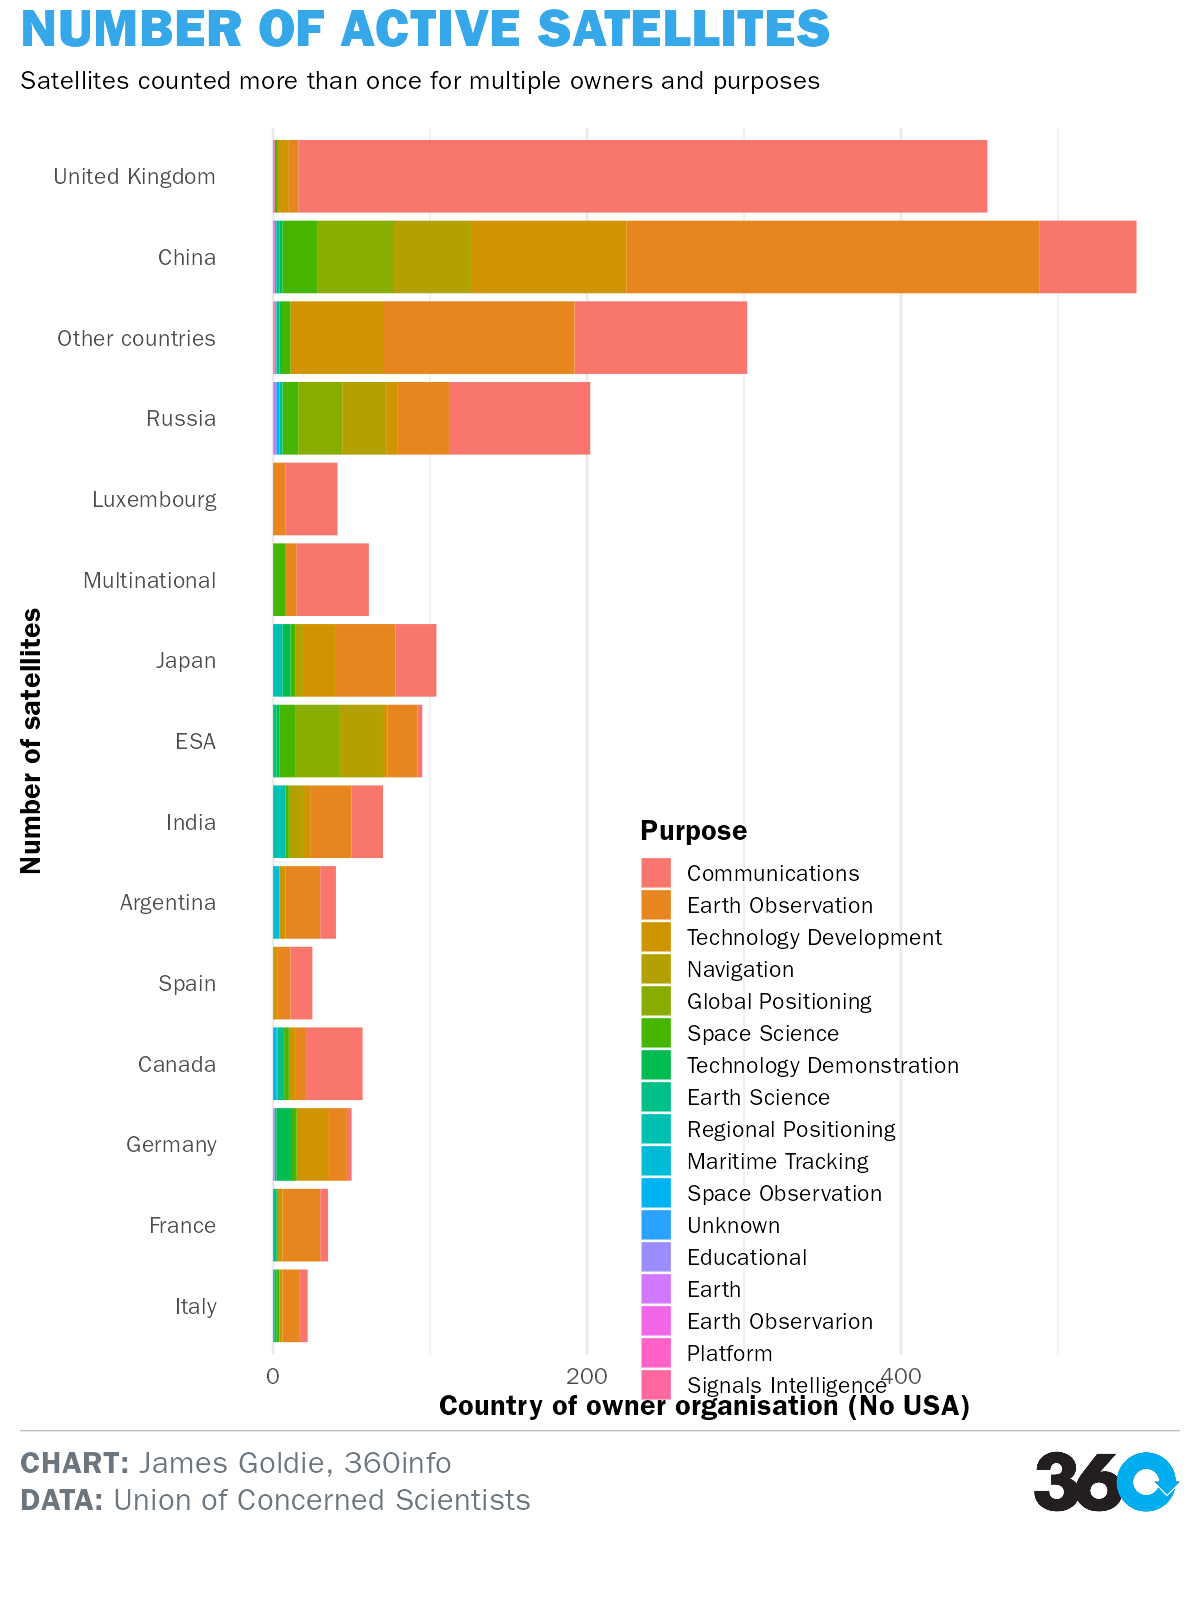 NUMBER OF ACTIVE SATELLITES
Satellites counted more than once for multiple owners and purposes
United Kingdom
China
Other countries
Russia
Luxembourg
Multinational
Japan
ESA
India
Argentina
Spain
Canada
Germany
France
Italy
Number of satellites
Purpose
Communications
Earth Observation
Technology Development
Navigation
Global Positioning
Space Science
Technology Demonstration
Earth Science
Regional Positioning
Maritime Tracking
Space Observation
Unknown
Educational
Earth
Earth Observarion
Platform
Signals Intelligence
0 200 400
Country of owner organisation (No USA)
CHART: James Goldie, 360info
DATA: Union of Concerned Scientists
360